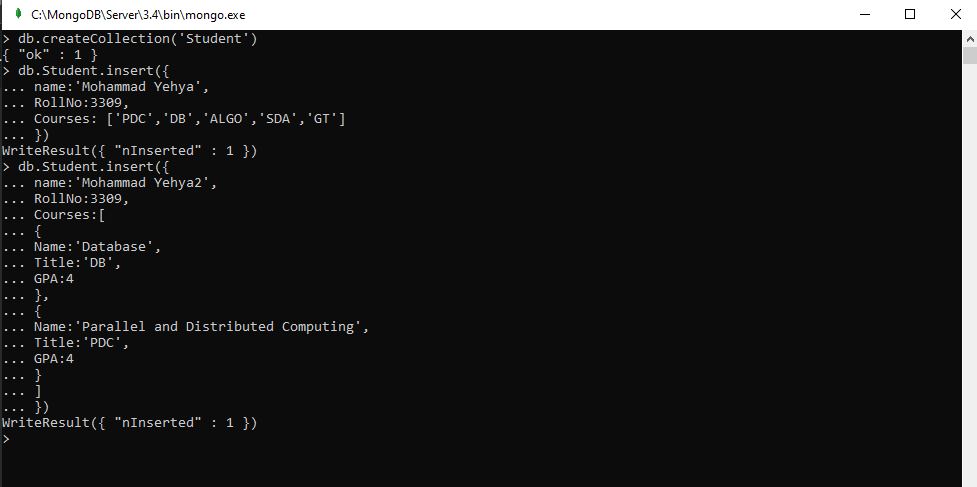 C:\MongoDB\Server\3.4\bin\mongo.exe
> db.createCollection('Student')
{ "ok" : 1 }
> db.Student.insert({
... name:'Mohammad Yehya',
... RollNo:3309,
... Courses: ['PDC','DB','ALGO','SDA','GT']
... })
WriteResult({ "nInserted" : 1 })
> db.Student.insert({
... name:'Mohammad Yehya2',
... RollNo:3309,
... Courses:[
... {
... Name:'Database',
... Title:'DB',
... GPA:4
... },
... {
... Name:'Parallel and Distributed Computing',
... Title:'PDC',
... GPA:4
... }
... ]
... })
WriteResult({ "nInserted" : 1 })
>